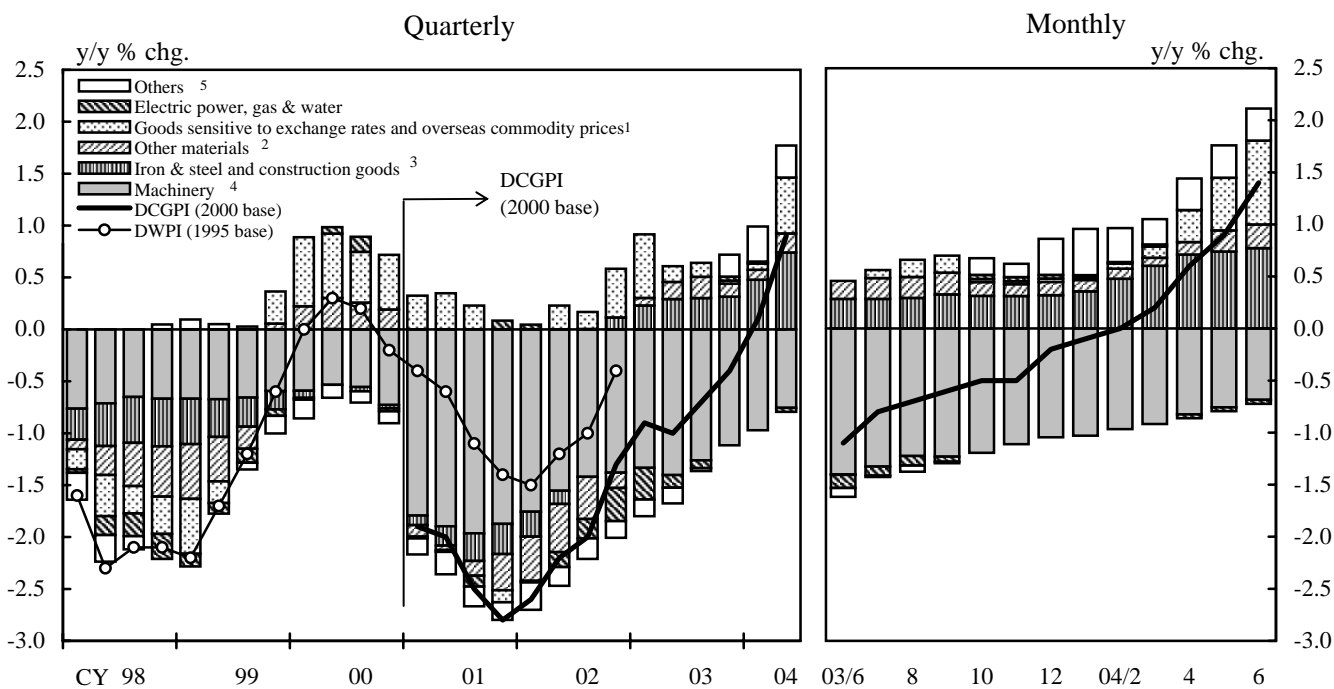 Quarterly
y/y % chg.
2.5
2.0
1.5
1.0
0.5
0.0
-0.5
-1.0
-1.5
-2.0
-2.5
-3.0
Others 5
Electric power, gas & water
Goods sensitive to exchange rates and overseas commodity prices1
Other materials 2
Iron & steel and construction goods 3
Machinery 4
DCGPI (2000 base)
DWPI (1995 base)
DCGPI
(2000 base)
CY 98 99 00 01 02 03 04
Monthly
y/y % chg.
2.5
2.0
1.5
1.0
0.5
0.0
-0.5
-1.0
-1.5
-2.0
-2.5
-3.0
03/6 8 10 12 04/2 4 6